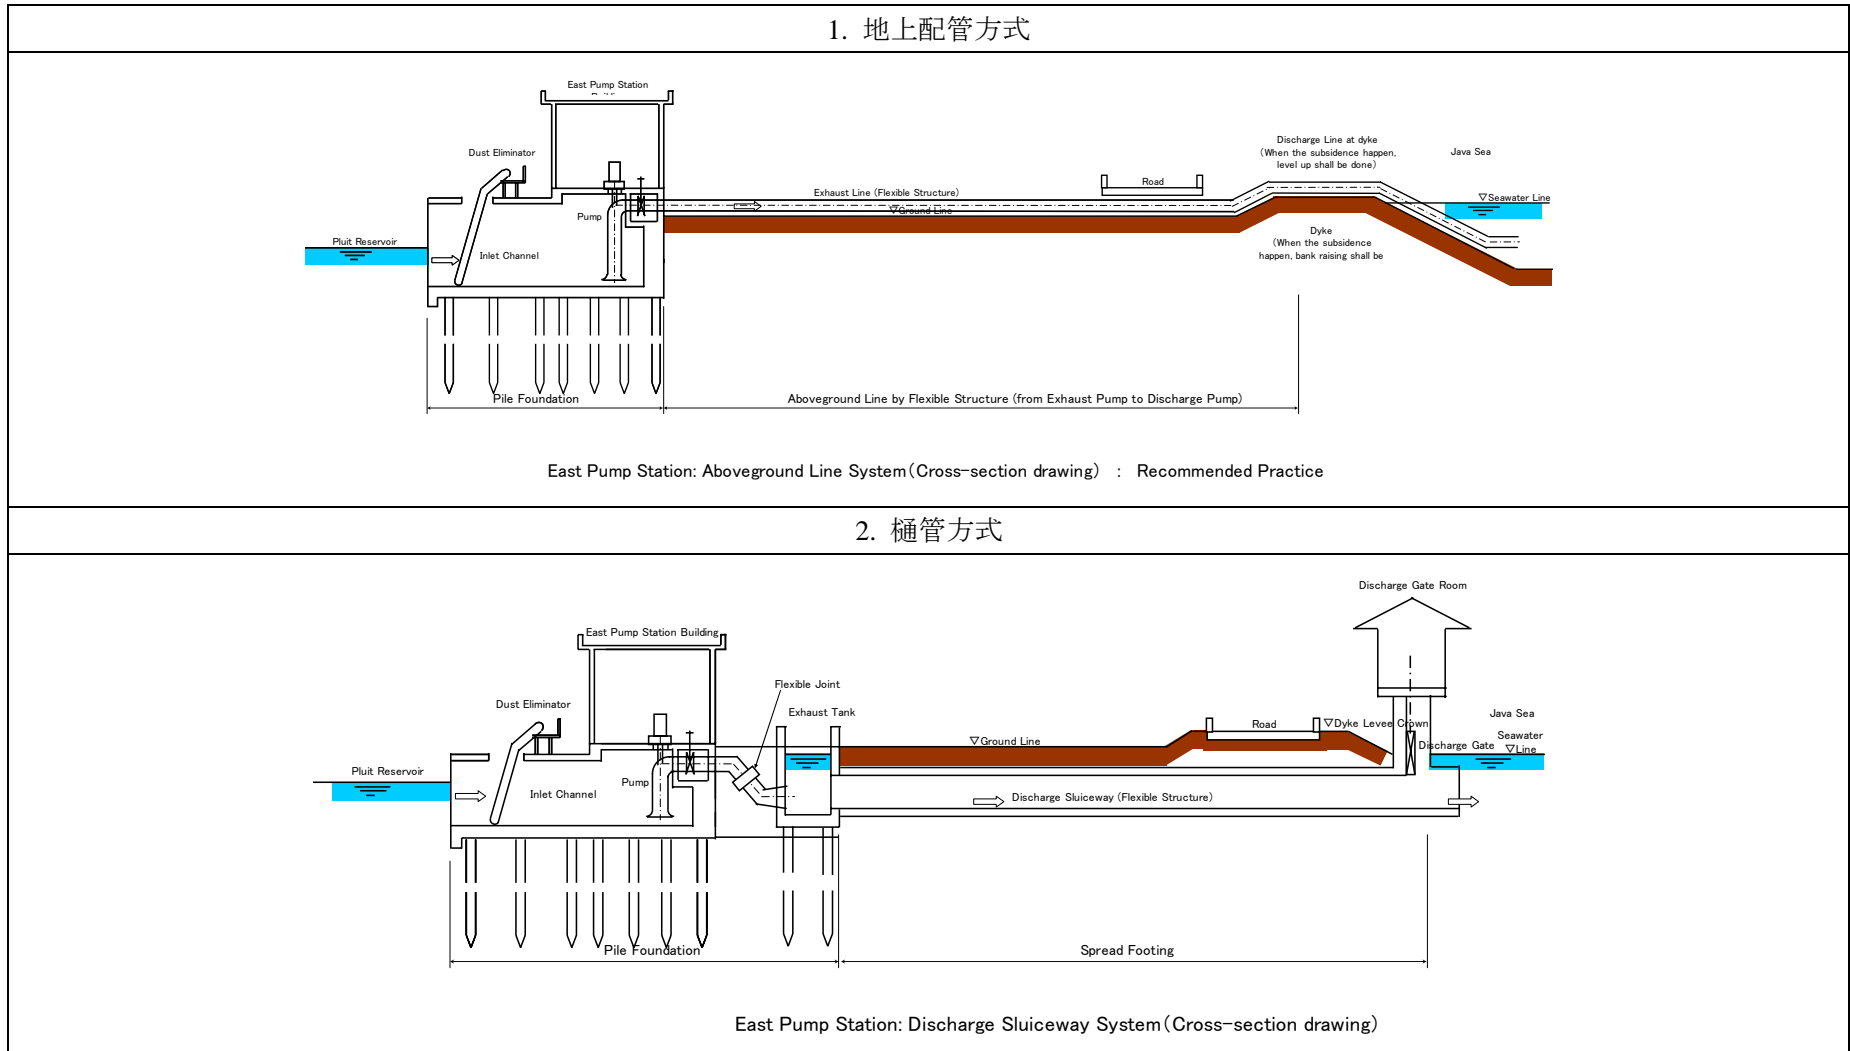 1. 地上配管方式
East Pump Station
Dust Eliminator
Discharge Line at dyke
(When the subsidence happen,
level up shall be done)
Java Sea
Road
Exhaust Line (Flexible Structure)
▽Seawater Line
▽Ground Line
Pump
Pluit Reservoir
Inlet Channel
Dyke
(When the subsidence
happen, bank raising shall be
Pile Foundation
Aboveground Line by Flexible Structure (from Exhaust Pump to Discharge Pump)
East Pump Station: Aboveground Line System(Cross-section drawing) : Recommended Practice
2. 樋管方式
Discharge Gate Room
East Pump Station Building
Flexible Joint
Dust Eliminator
Exhaust Tank
Java Sea
Road
▽Dyke Levee Crown
▽Ground Line
Discharge Gate
Seawater
▽Line
Pluit Reservoir
Pump
Inlet Channel
Discharge Sluiceway (Flexible Structure)
Pile Foundation
Spread Footing
East Pump Station: Discharge Sluiceway System(Cross-section drawing)